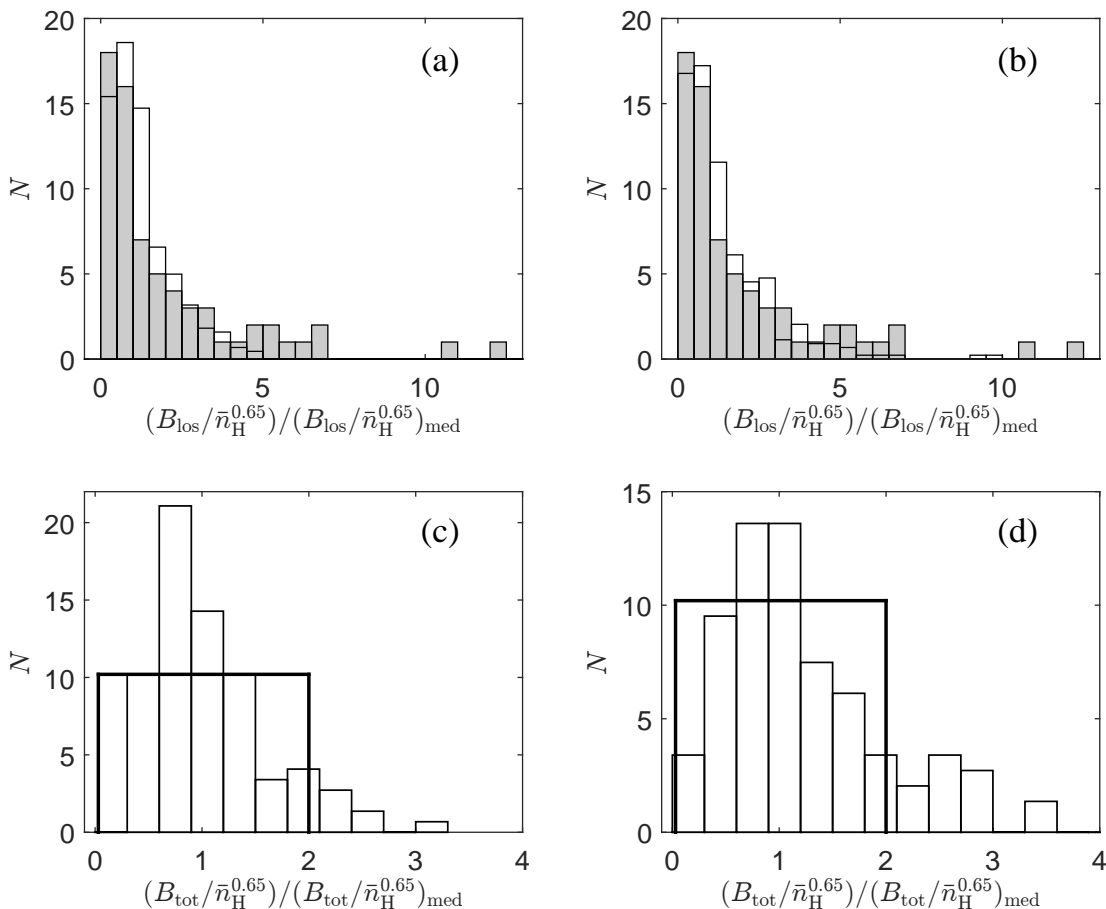 20
15
10
5
0
N
(a)
0 5 10
(B_los/n̄_H^0.65)/(B_los/n̄_H^0.65)_med
20
15
10
5
0
N
(b)
0 5 10
(B_los/n̄_H^0.65)/(B_los/n̄_H^0.65)_med
20
15
10
5
0
N
(c)
0 1 2 3 4
(B_tot/n̄_H^0.65)/(B_tot/n̄_H^0.65)_med
15
10
5
0
N
(d)
0 1 2 3 4
(B_tot/n̄_H^0.65)/(B_tot/n̄_H^0.65)_med